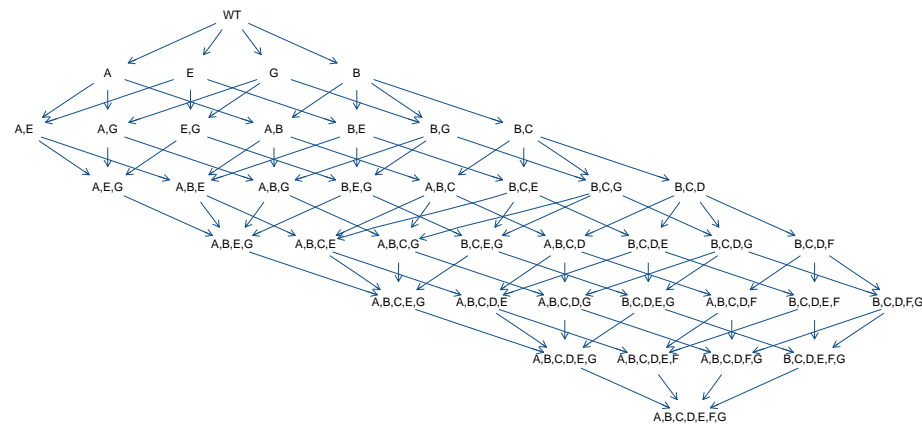 WT
A E G B
A,E A,G E,G A,B B,E B,G B,C
A,E,G A,B,E A,B,G B,E,G A,B,C B,C,E B,C,G B,C,D
A,B,E,G A,B,C,E A,B,C,G B,C,E,G A,B,C,D B,C,D,E B,C,D,G B,C,D,F
A,B,C,E,G A,B,C,D,E A,B,C,D,G B,C,D,E,G A,B,C,D,F B,C,D,E,F B,C,D,F,G
A,B,C,D,E,G A,B,C,D,E,F A,B,C,D,F,G B,C,D,E,F,G
A,B,C,D,E,F,G